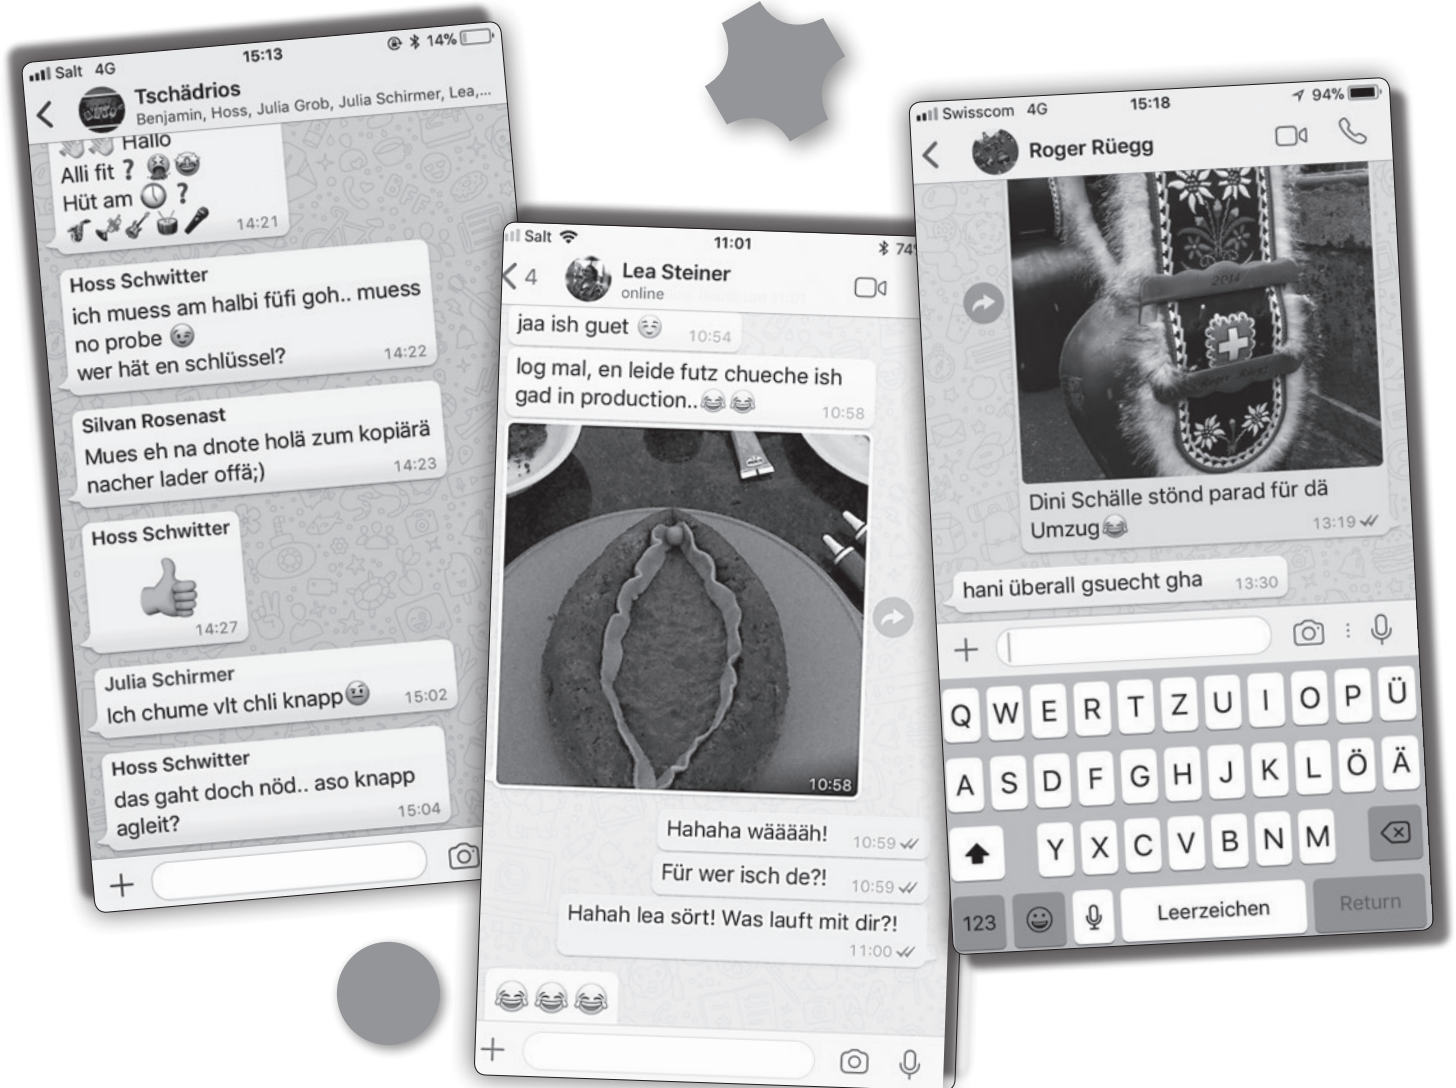 Salt 4G 15:13 14%
Tschädrios
Benjamin, Hoss, Julia Grob, Julia Schirmer, Lea,...
Hallo
Alli fit ?
Hüt am ?
14:21
Hoss Schwitter
ich muess am halbi füfi goh.. muess
no probe
wer hät en schlüssel? 14:22
Silvan Rosenast
Mues eh na dnote holä zum kopiärä
nacher lader offä;) 14:23
Hoss Schwitter
14:27
Julia Schirmer
Ich chume vlt chli knapp 15:02
Hoss Schwitter
das gaht doch nöd.. aso knapp
agleit? 15:04
Salt 11:01 74
4 Lea Steiner
online
jaa ish guet 10:54
log mal, en leide futz chueche ish
gad in production.. 10:58
10:58
Hahaha wääääh! 10:59
Für wer isch de?! 10:59
Hahah lea sört! Was lauft mit dir?!
11:00
Swisscom 4G 15:18 94%
Roger Rüegg
2014
Roger Rüegg
Dini Schälle stönd parad für dä
Umzug 13:19
hani überall gsuecht gha 13:30
Q W E R T Z U I O P Ü
A S D F G H J K L Ö Ä
Y X C V B N M
123 Leerzeichen Return